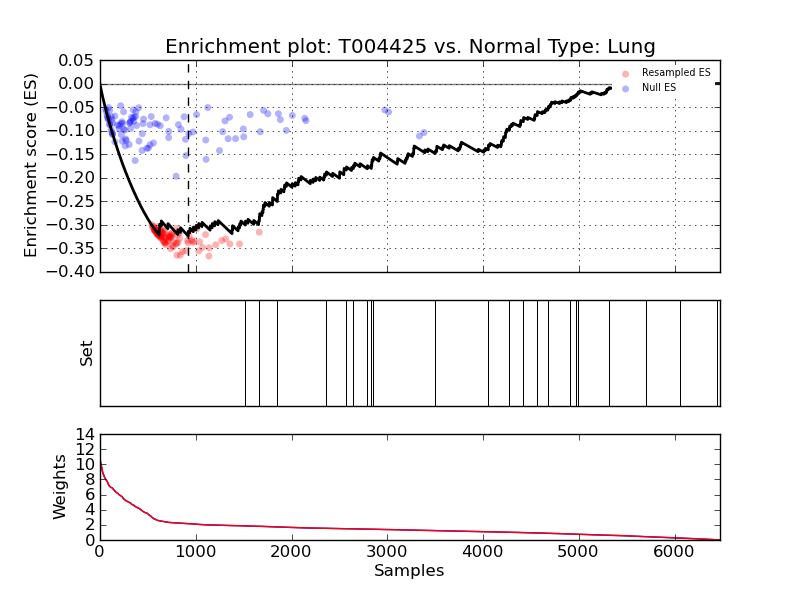 Enrichment plot: T004425 vs. Normal Type: Lung
Enrichment score (ES)
0.05
0.00
−0.05
−0.10
−0.15
−0.20
−0.25
−0.30
−0.35
−0.40
Resampled ES
Null ES
Set
Weights
14
12
10
8
6
4
2
0
0 1000 2000 3000 4000 5000 6000
Samples